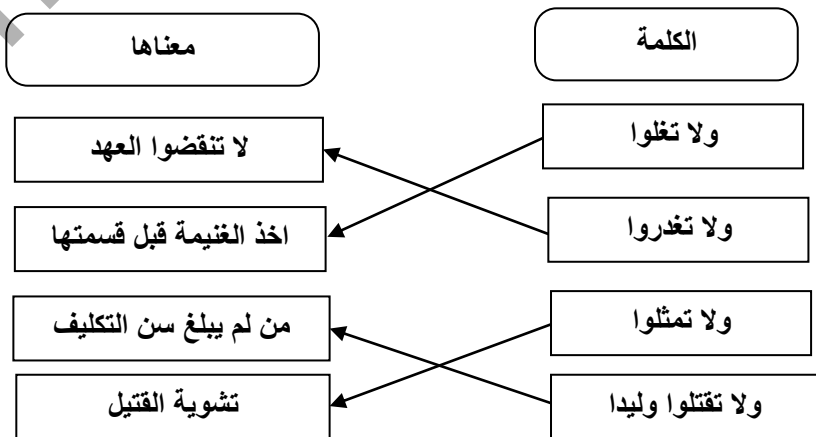 الكلمة
معناها
ولا تغلوا
لا تنقضوا العهد
ولا تغدروا
اخذ الغنيمة قبل قسمتها
ولا تمثلوا
من لم يبلغ سن التكليف
ولا تقتلوا وليدا
تشوية القتيل